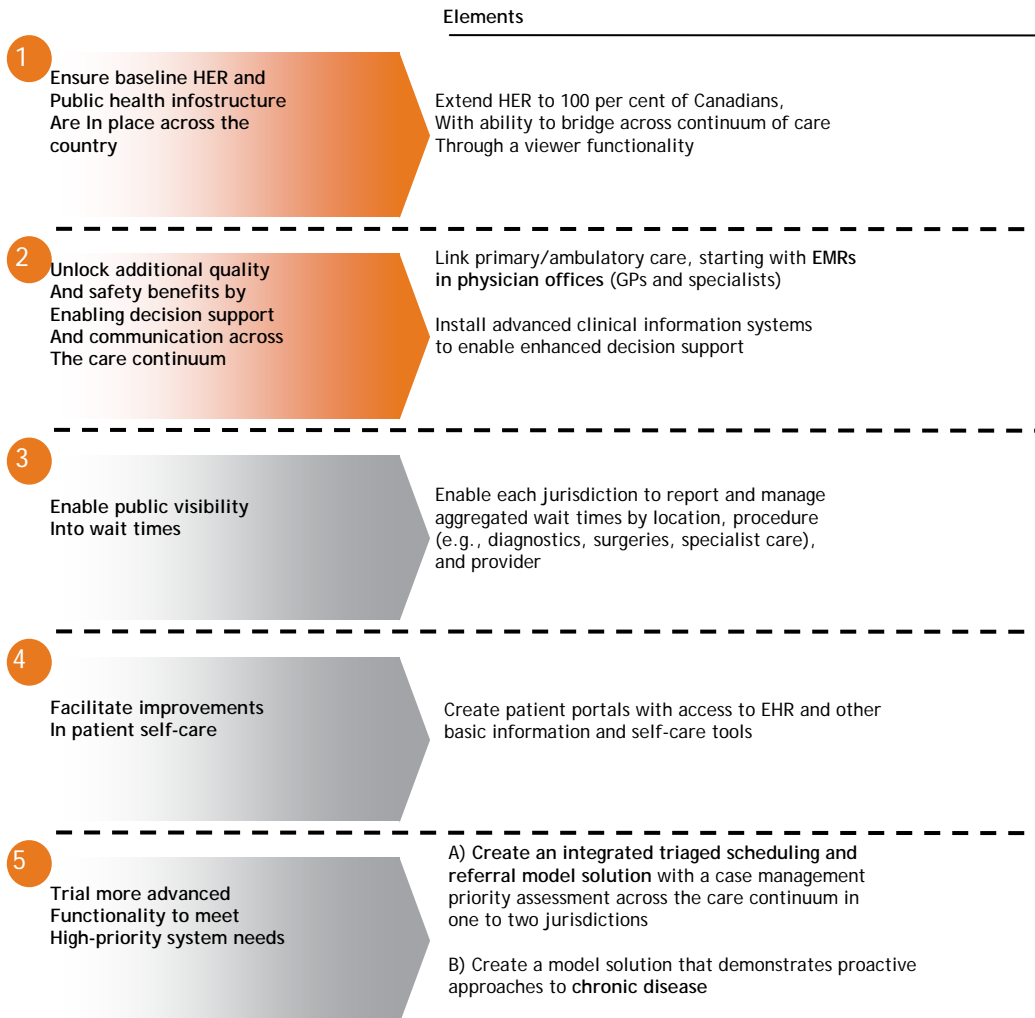 Elements
1
Ensure baseline HER and
Public health infostructure
Are In place across the
country
Extend HER to 100 per cent of Canadians,
With ability to bridge across continuum of care
Through a viewer functionality
2
Unlock additional quality
And safety benefits by
Enabling decision support
And communication across
The care continuum
Link primary/ambulatory care, starting with EMRs
in physician offices (GPs and specialists)
Install advanced clinical information systems
to enable enhanced decision support
3
Enable public visibility
Into wait times
Enable each jurisdiction to report and manage
aggregated wait times by location, procedure
(e.g., diagnostics, surgeries, specialist care),
and provider
4
Facilitate improvements
In patient self-care
Create patient portals with access to EHR and other
basic information and self-care tools
5
Trial more advanced
Functionality to meet
High-priority system needs
A) Create an integrated triaged scheduling and
referral model solution with a case management
priority assessment across the care continuum in
one to two jurisdictions
B) Create a model solution that demonstrates proactive
approaches to chronic disease